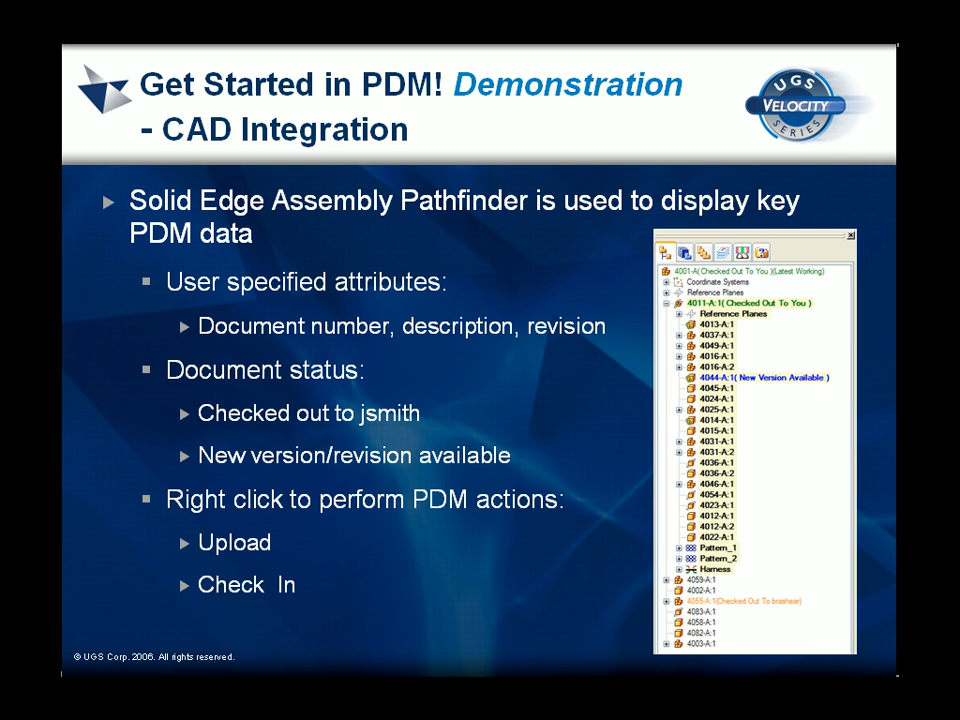 Get Started in PDM! Demonstration
- CAD Integration
UGS
VELOCITY
SERIES
Solid Edge Assembly Pathfinder is used to display key
PDM data
User specified attributes:
Document number, description, revision
Document status:
Checked out to jsmith
New version/revision available
Right click to perform PDM actions:
Upload
Check In
4001-A( Checked Out To You )(Latest Working)
Coordinate Systems
Reference Planes
4011-A:1( Checked Out To You )
Reference Planes
4013-A:1
4037-A:1
4049-A:1
4016-A:1
4016-A:2
4044-A:1( New Version Available )
4045-A:1
4024-A:1
4025-A:1
4014-A:1
4015-A:1
4031-A:1
4031-A:2
4036-A:1
4036-A:2
4046-A:1
4054-A:1
4023-A:1
4012-A:1
4012-A:2
4022-A:1
Pattern_1
Pattern_2
Harness
4059-A:1
4002-A:1
4055-A:1(Checked Out To brashear)
4083-A:1
4058-A:1
4082-A:1
4003-A:1
© UGS Corp. 2006. All rights reserved.